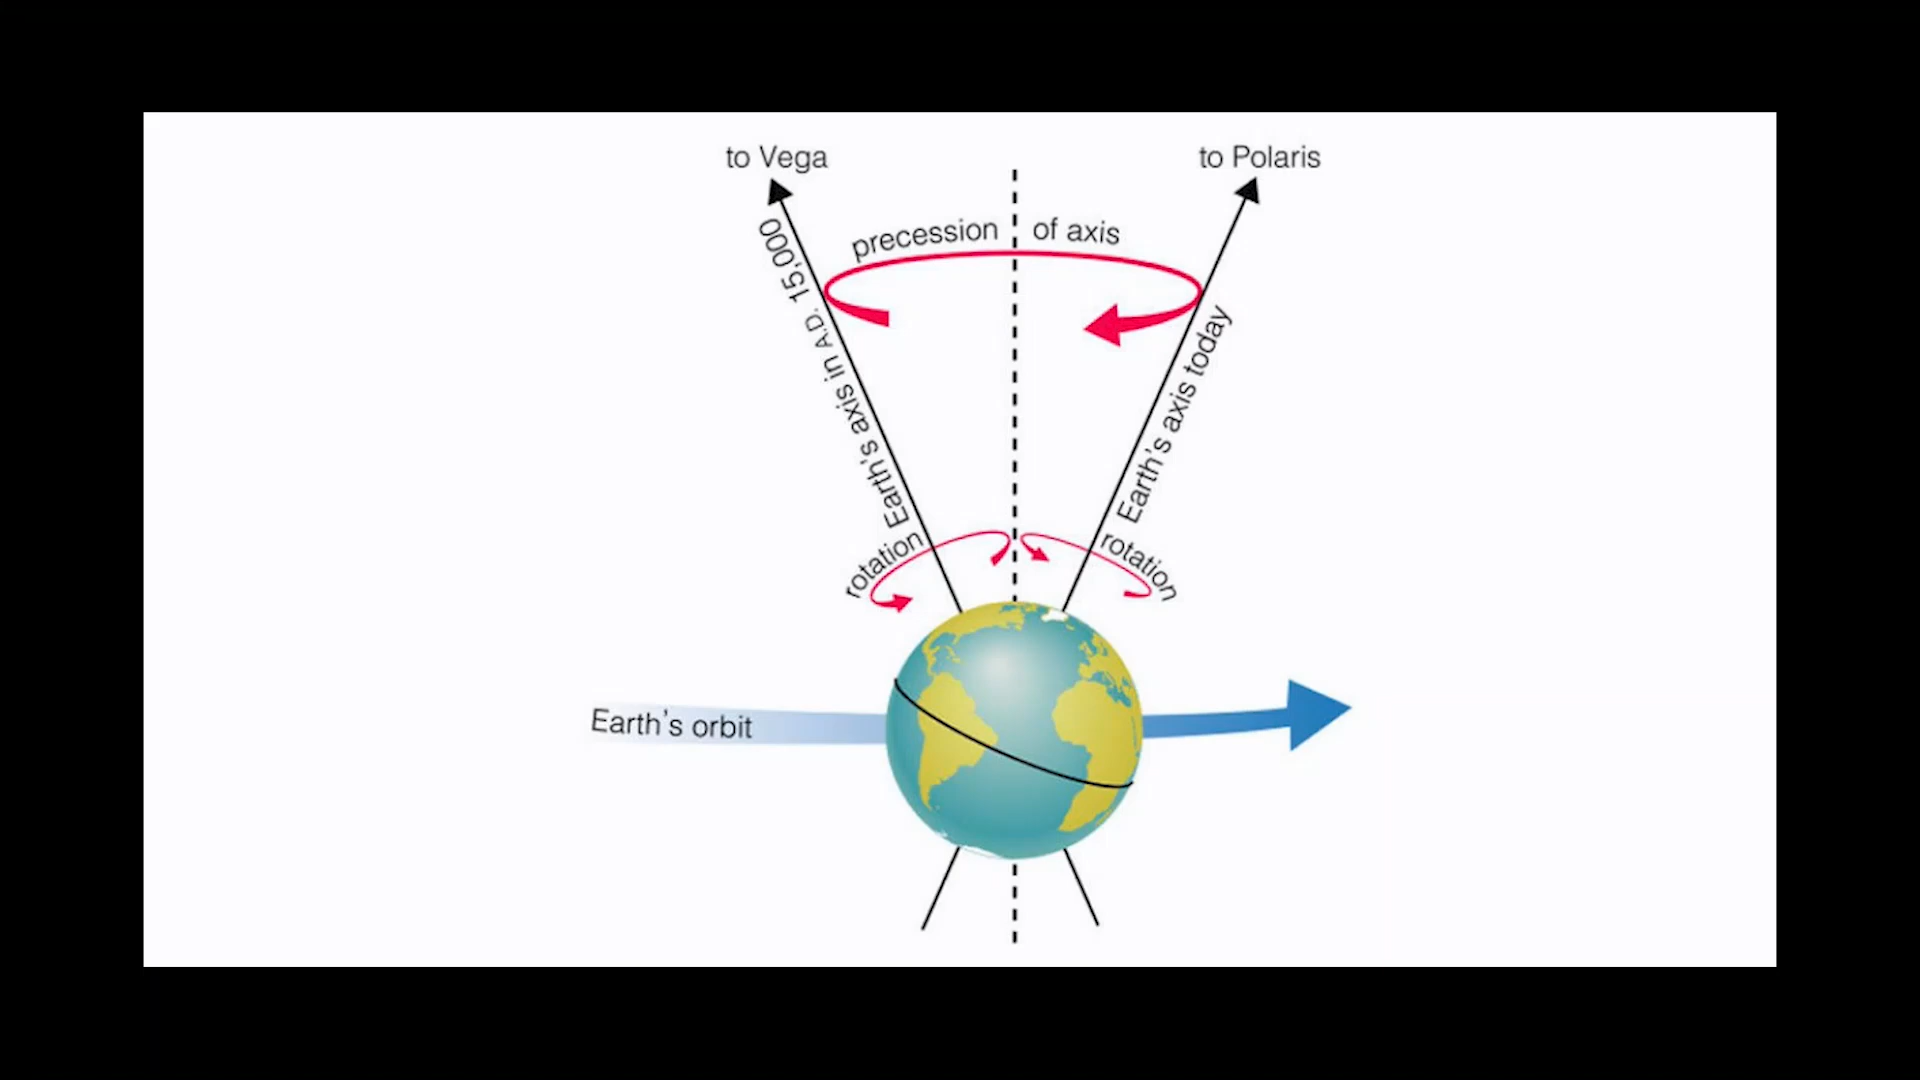 to Vega
to Polaris
precession of axis
Earth's axis in A.D. 15,000
Earth's axis today
rotation
rotation
Earth's orbit